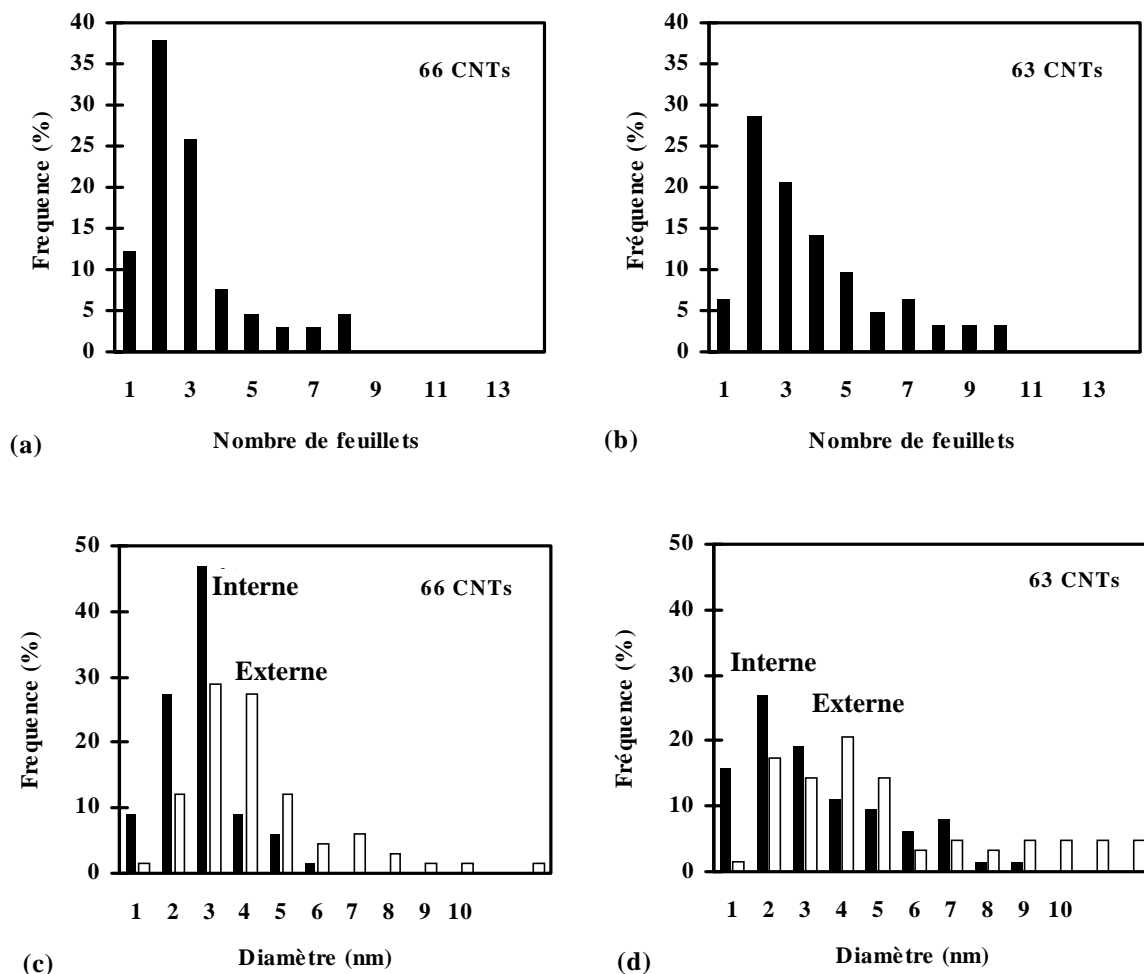 40
35
30
25
20
15
10
5
0
Frequence (%)
66 CNTs
1 3 5 7 9 11 13
(a) Nombre de feuillets
40
35
30
25
20
15
10
5
0
Fréquence (%)
63 CNTs
1 3 5 7 9 11 13
(b) Nombre de feuillets
50
40
30
20
10
0
Frequence (%)
Interne
66 CNTs
Externe
1 2 3 4 5 6 7 8 9 10
(c) Diamètre (nm)
50
40
30
20
10
0
Fréquence (%)
63 CNTs
Interne
Externe
1 2 3 4 5 6 7 8 9 10
(d) Diamètre (nm)